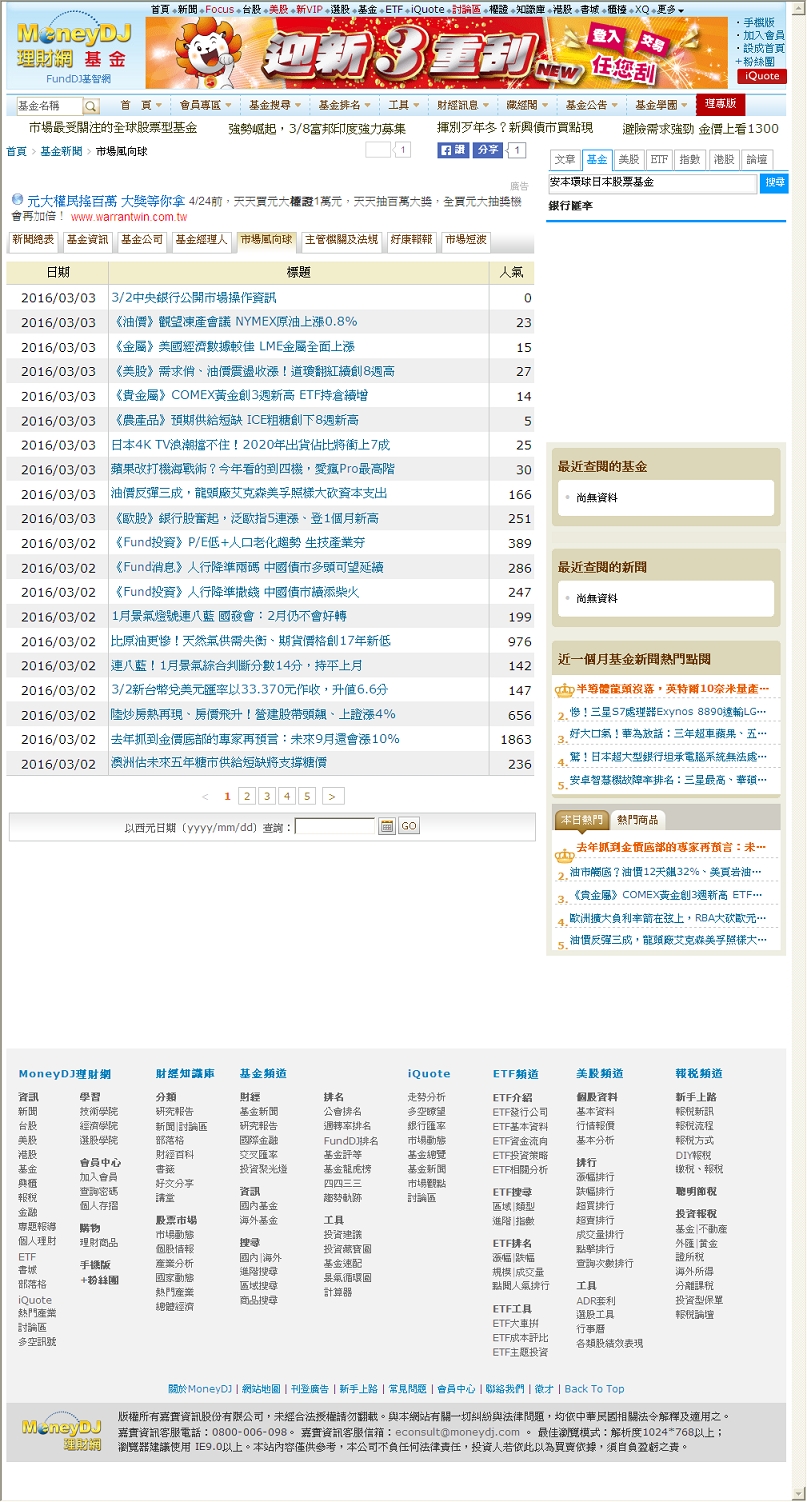 首頁 新聞 Focus 台股 美股 新VIP 選股 基金 ETF iQuote 討論區 權證 知識庫 港股 書城 櫃檯 XQ 更多
MoneyDJ
理財網 基金
FundDJ基智網
迎新3重刮
NEW
登入 交易 任您刮
手機版
加入會員
設成首頁
+粉絲團
iQuote
基金名稱
首 頁 會員專區 基金搜尋 基金排名 工具 財經訊息 嚴經閣 基金公告 基金學園 理專版
市場最受關注的全球股票型基金 強勢崛起,3/8富邦印度強力募集 揮別歹年冬?新興債市買點現 避險需求強勁 金價上看1300
首頁 > 基金新聞 > 市場風向球
1 讚 分享 1
文章 基金 美股 ETF 指數 港股 論壇
安本環球日本股票基金 搜尋
銀行匯率
廣告
元大權民搖百萬 大獎等你拿 4/24前,天天買元大權證1萬元,天天抽百萬大獎,全買元大抽獎機
會再加倍! www.warrantwin.com.tw
新聞總表 基金資訊 基金公司 基金經理人 市場風向球 主管機關及法規 好康報報 市場短波
日期 標題 人氣
2016/03/03 3/2中央銀行公開市場操作資訊 0
2016/03/03 《油價》觀望凍產會議 NYMEX原油上漲0.8% 23
2016/03/03 《金屬》美國經濟數據較佳 LME金屬全面上漲 15
2016/03/03 《美股》需求俏、油價震盪收漲!道瓊翻紅續創8週高 27
2016/03/03 《貴金屬》COMEX黃金創3週新高 ETF持倉續增 14
2016/03/03 《農產品》預期供給短缺 ICE粗糖創下8週新高 5
2016/03/03 日本4K TV浪潮擋不住!2020年出貨佔比將衝上7成 25
2016/03/03 蘋果改打機海戰術?今年看的到四機,愛瘋Pro最高階 30
2016/03/03 油價反彈三成,龍頭廠艾克森美孚照樣大砍資本支出 166
2016/03/03 《歐股》銀行股奮起,泛歐指5連漲、登1個月新高 251
2016/03/02 《Fund投資》P/E低+人口老化趨勢 生技產業夯 389
2016/03/02 《Fund消息》人行降準兩碼 中國債市多頭可望延續 286
2016/03/02 《Fund投資》人行降準撒錢 中國債市續添柴火 247
2016/03/02 1月景氣燈號連八藍 國發會:2月仍不會好轉 199
2016/03/02 比原油更慘!天然氣供需失衡、期貨價格創17年新低 976
2016/03/02 連八藍!1月景氣綜合判斷分數14分,持平上月 142
2016/03/02 3/2新台幣兌美元匯率以33.370元作收,升值6.6分 147
2016/03/02 陸炒房熱再現、房價飛升!營建股帶頭飆、上證漲4% 656
2016/03/02 去年抓到金價底部的專家再預言:未來9月還會漲10% 1863
2016/03/02 澳洲估未來五年糖市供給短缺將支撐糖價 236
< 1 2 3 4 5 >
以西元日期 (yyyy/mm/dd) 查詢: GO
最近查閱的基金
尚無資料
最近查閱的新聞
尚無資料
近一個月基金新聞熱門點閱
半導體龍頭沒落,英特爾10奈米量產…
2. 慘!三星S7處理器Exynos 8890遠輸LG…
3. 好大口氣!華為放話:三年超車蘋果、五…
4. 驚!日本超大型銀行坦承電腦系統無法處…
5. 安卓智慧機故障率排名:三星最高、華碩…
本日熱門 熱門商品
去年抓到金價底部的專家再預言:未…
2. 油市觸底?油價12天飆32%、美頁岩油…
3. 《貴金屬》COMEX黃金創3週新高 ETF…
4. 歐洲擴大負利率箭在弦上,RBA大砍歐元…
5. 油價反彈三成,龍頭廠艾克森美孚照樣大…
MoneyDJ理財網
資訊
新聞
台股
美股
港股
基金
興櫃
報稅
金融
專題報導
個人理財
ETF
書城
部落格
iQuote
熱門產業
討論區
多空訊號
學習
技術學院
經濟學院
選股學院
會員中心
加入會員
查詢密碼
個人存摺
購物
理財商品
手機版
+粉絲團
財經知識庫
分類
研究報告
新聞|討論區
部落格
財經百科
書籤
好文分享
講堂
股票市場
市場動態
個股情報
產業分析
國家動態
熱門產業
總體經濟
基金頻道
財經
基金新聞
研究報告
國際金融
交叉匯率
投資聚光燈
資訊
國內基金
海外基金
搜尋
國內|海外
進階搜尋
區域搜尋
商品搜尋
排名
公會排名
週轉率排名
FundDJ排名
基金評等
基金龍虎榜
四四三三
趨勢軌跡
工具
投資建議
投資藏寶圖
基金速配
景氣循環圖
計算器
iQuote
走勢分析
多空瞭望
銀行匯率
市場動態
基金總覽
基金新聞
市場觀點
討論區
ETF頻道
ETF介紹
ETF發行公司
ETF基本資料
ETF資金流向
ETF投資策略
ETF相關分析
ETF搜尋
區域|類型
進階|指數
ETF排名
漲幅|跌幅
規模|成交量
點閱人氣排行
ETF工具
ETF大車拚
ETF成本評比
ETF主題投資
美股頻道
個股資料
基本資料
行情報價
基本分析
排行
漲幅排行
跌幅排行
超買排行
超賣排行
成交量排行
點擊排行
查詢次數排行
工具
ADR套利
選股工具
行事曆
各類股績效表現
報稅頻道
新手上路
報稅新訊
報稅流程
報稅方式
DIY報稅
繳稅、報稅
聰明節稅
投資報稅
基金|不動產
外匯|黃金
證所稅
海外所得
分離課稅
投資型保單
報稅論壇
關於MoneyDJ | 網站地圖 | 刊登廣告 | 新手上路 | 常見問題 | 會員中心 | 聯絡我們 | 徵才 | Back To Top
MoneyDJ
理財網
版權所有嘉實資訊股份有限公司,未經合法授權請勿翻載。與本網站有關一切糾紛與法律問題,均依中華民國相關法令解釋及適用之。
嘉實資訊客服電話:0800-006-098。 嘉實資訊客服信箱:econsult@moneydj.com 。 最佳瀏覽模式:解析度1024*768以上;
瀏覽器建議使用 IE9.0以上。本站內容僅供參考,本公司不負任何法律責任,投資人若依此以為買賣依據,須自負盈虧之責。